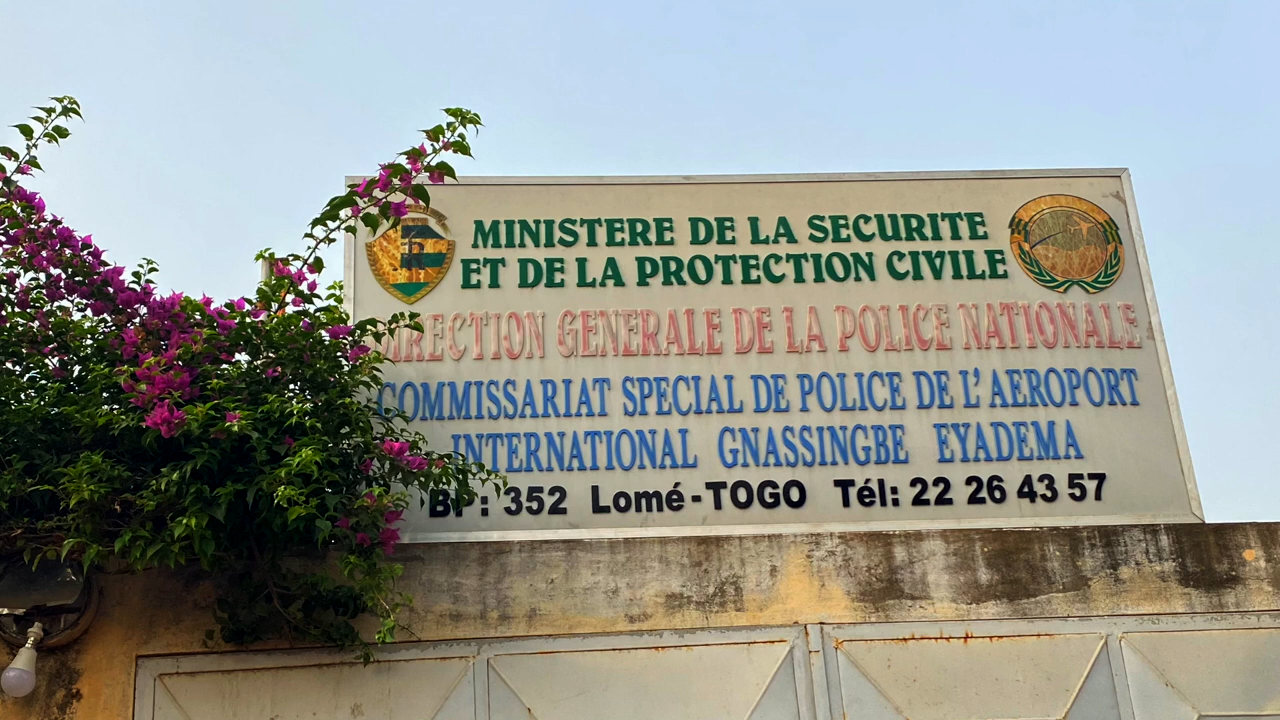 MINISTERE DE LA SECURITE
ET DE LA PROTECTION CIVILE
DIRECTION GENERALE DE LA POLICE NATIONALE
COMMISSARIAT SPECIAL DE POLICE DE L'AEROPORT
INTERNATIONAL GNASSINGBE EYADEMA
BP: 352 Lomé-TOGO Tél: 22 26 43 57